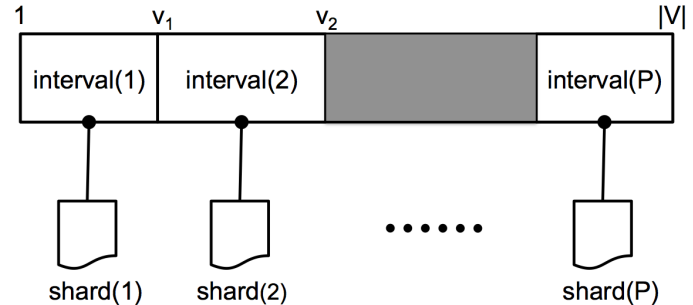 1 v₁ v₂ |V|
interval(1) interval(2) interval(P)
......
shard(1) shard(2) shard(P)